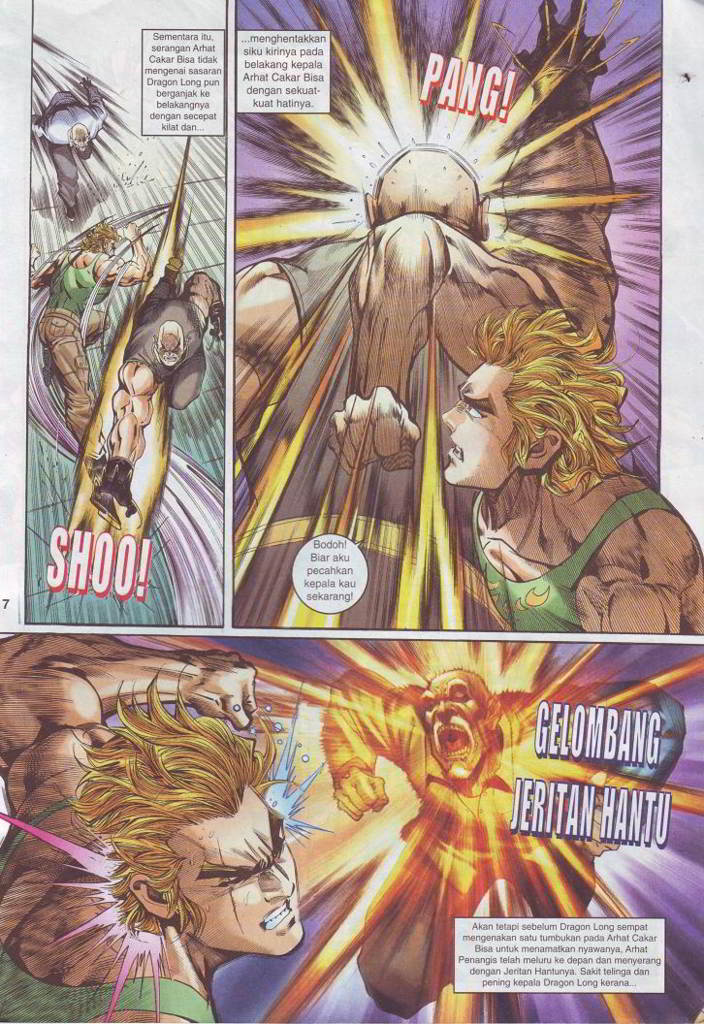 Sementara itu,
serangan Arhat
Cakar Bisa tidak
mengenai sasaran
Dragon Long pun
berganjak ke
belakangnya
dengan secepat
kilat dan...
SHOO!
...menghentakkan
siku kirinya pada
belakang kepala
Arhat Cakar Bisa
dengan sekuat-
kuat hatinya.
PANG!
Bodoh!
Biar aku
pecahkan
kepala kau
sekarang!
7
GELOMBANG
JERITAN HANTU
Akan tetapi sebelum Dragon Long sempat
mengenakan satu tumbukan pada Arhat Cakar
Bisa untuk menamatkan nyawanya, Arhat
Penangis telah meluru ke depan dan menyerang
dengan Jeritan Hantunya. Sakit telinga dan
pening kepala Dragon Long kerana...